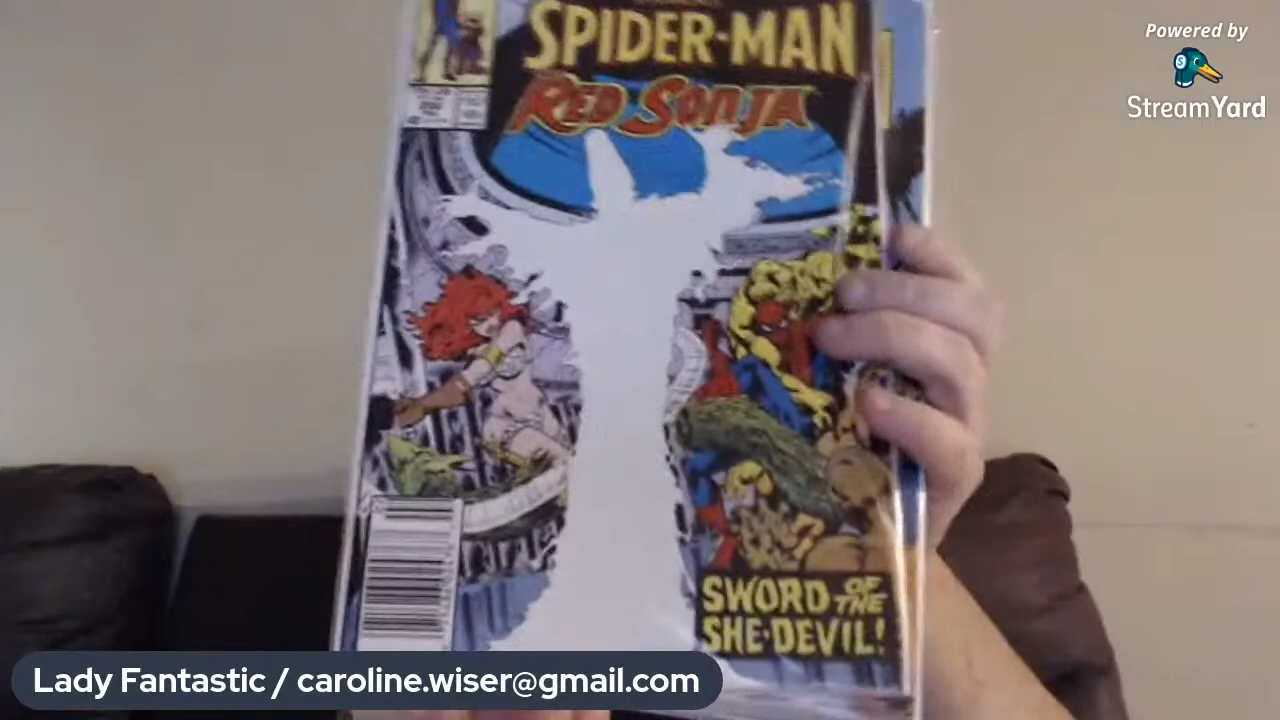 Powered by
StreamYard
SPIDER-MAN
RED SONJA
SWORD OF THE
SHE-DEVIL!
Lady Fantastic / caroline.wiser@gmail.com